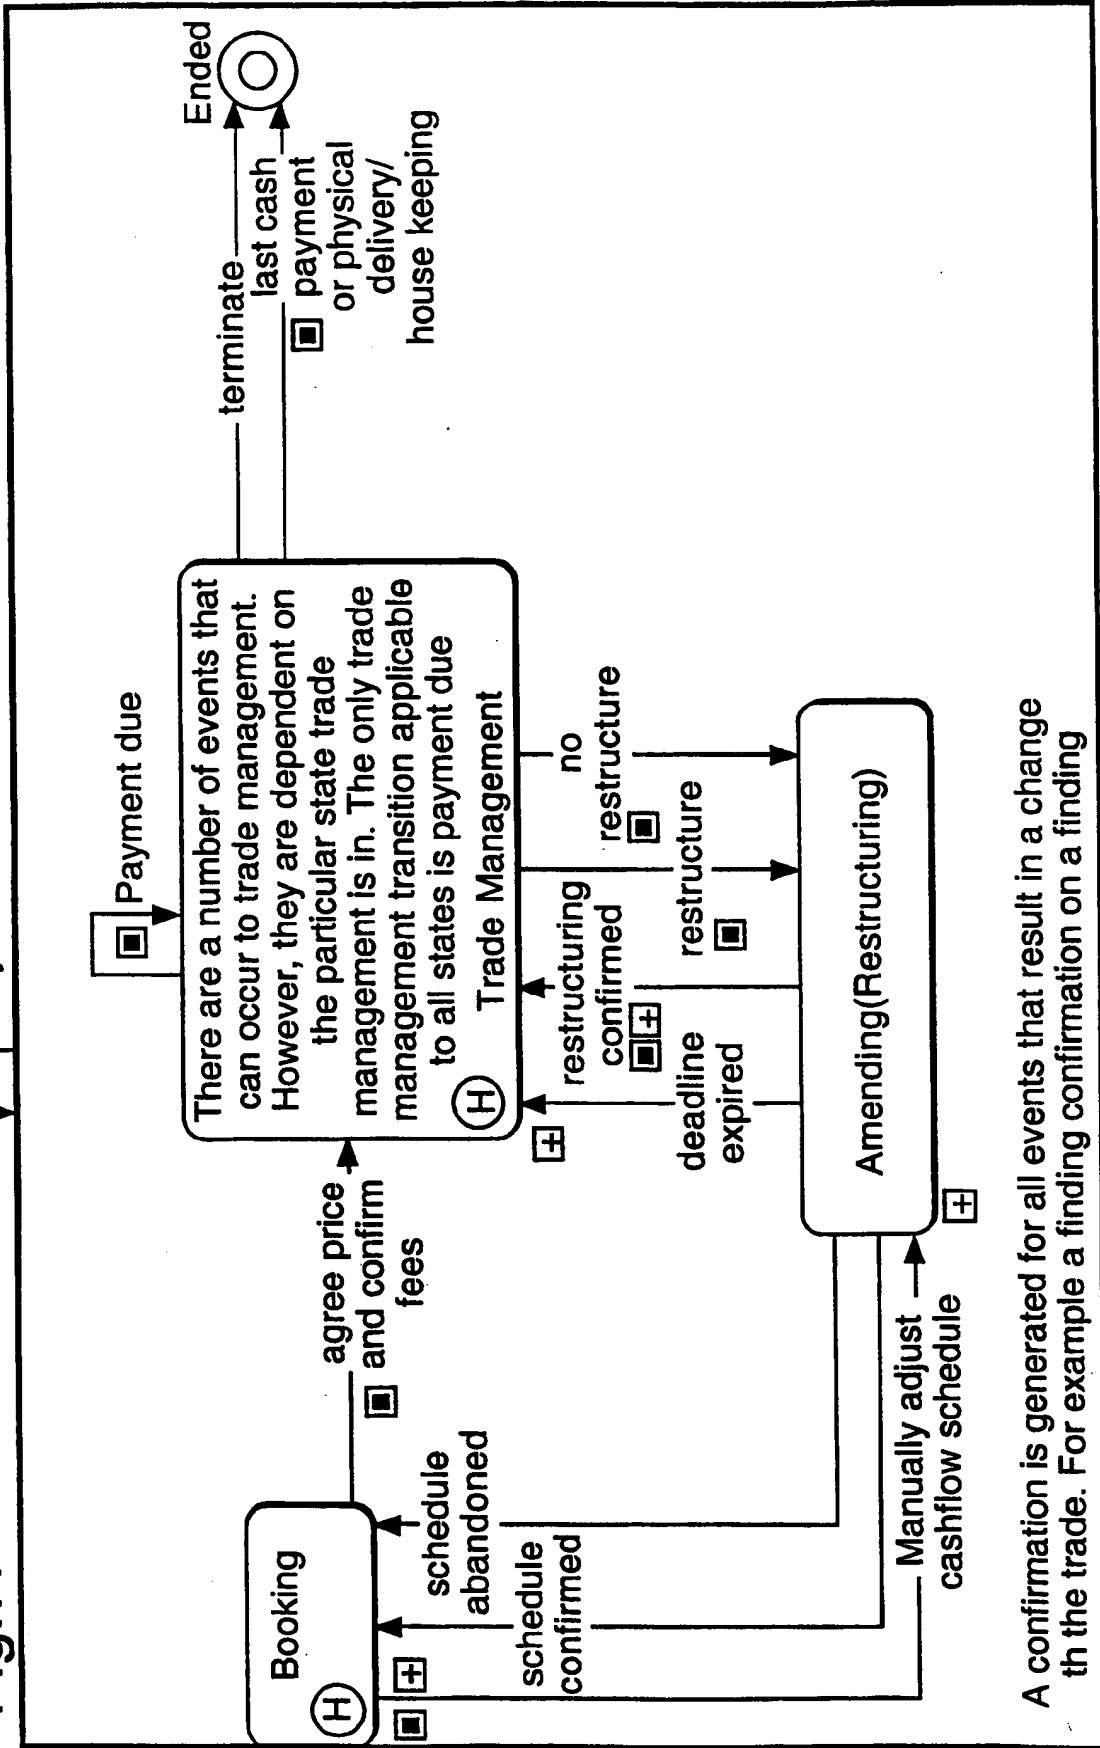 Ended
terminate
last cash
payment
or physical
delivery/
house keeping
Payment due
There are a number of events that
can occur to trade management.
However, they are dependent on
the particular state trade
management is in. The only trade
management transition applicable
to all states is payment due
H
Trade Management
agree price
and confirm
fees
no
restructure
restructure
restructuring
confirmed
deadline
expired
Booking
H
schedule
abandoned
schedule
confirmed
Manually adjust
cashflow schedule
Amending(Restructuring)
A confirmation is generated for all events that result in a change
th the trade. For example a finding confirmation on a finding